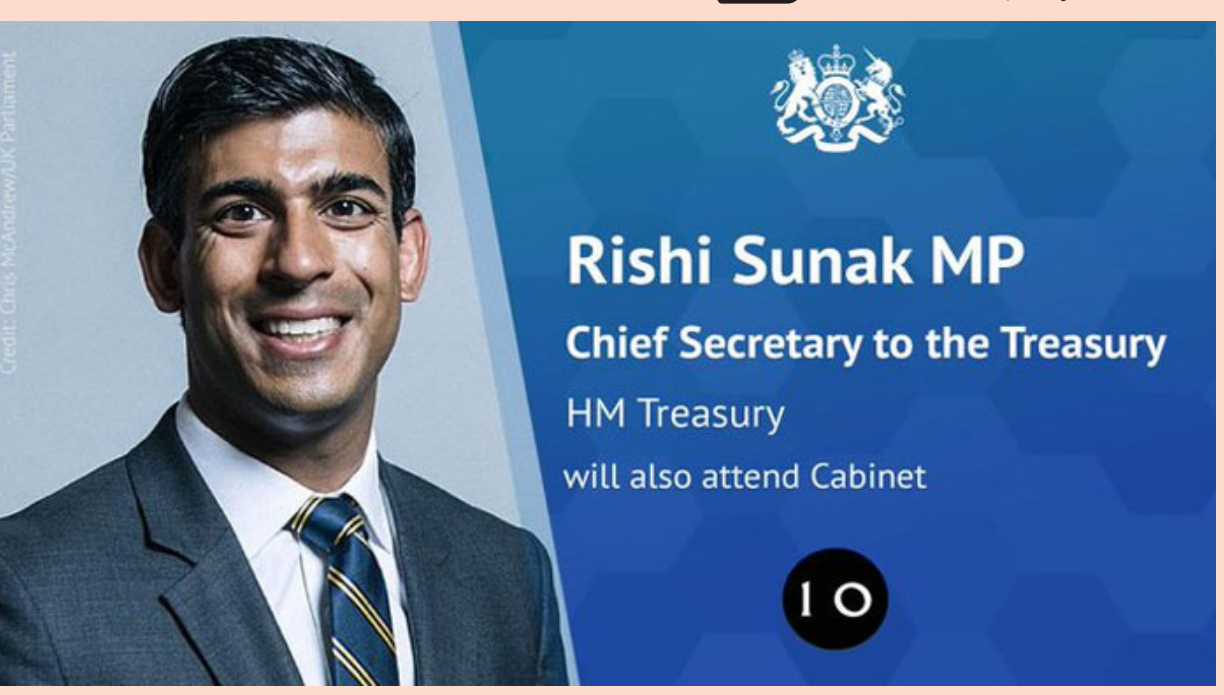 Credit: Chris McAndrew/UK Parliament
Rishi Sunak MP
Chief Secretary to the Treasury
HM Treasury
will also attend Cabinet
10